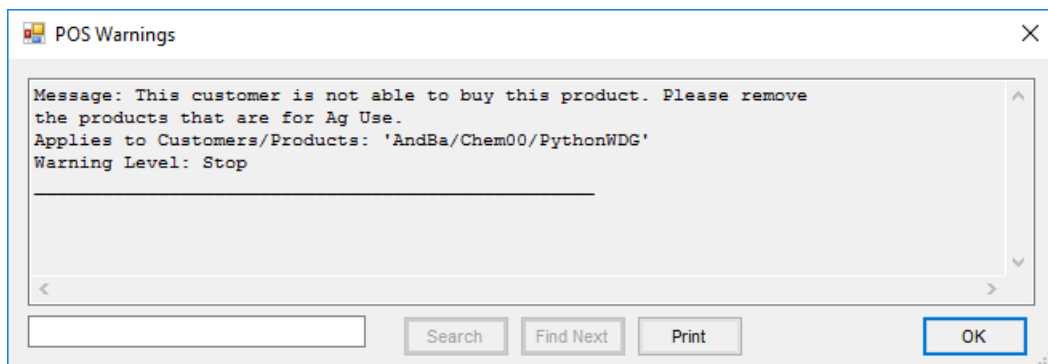 POS Warnings
Message: This customer is not able to buy this product. Please remove
the products that are for Ag Use.
Applies to Customers/Products: 'AndBa/Chem00/PythonWDG'
Warning Level: Stop
Search
Find Next
Print
OK